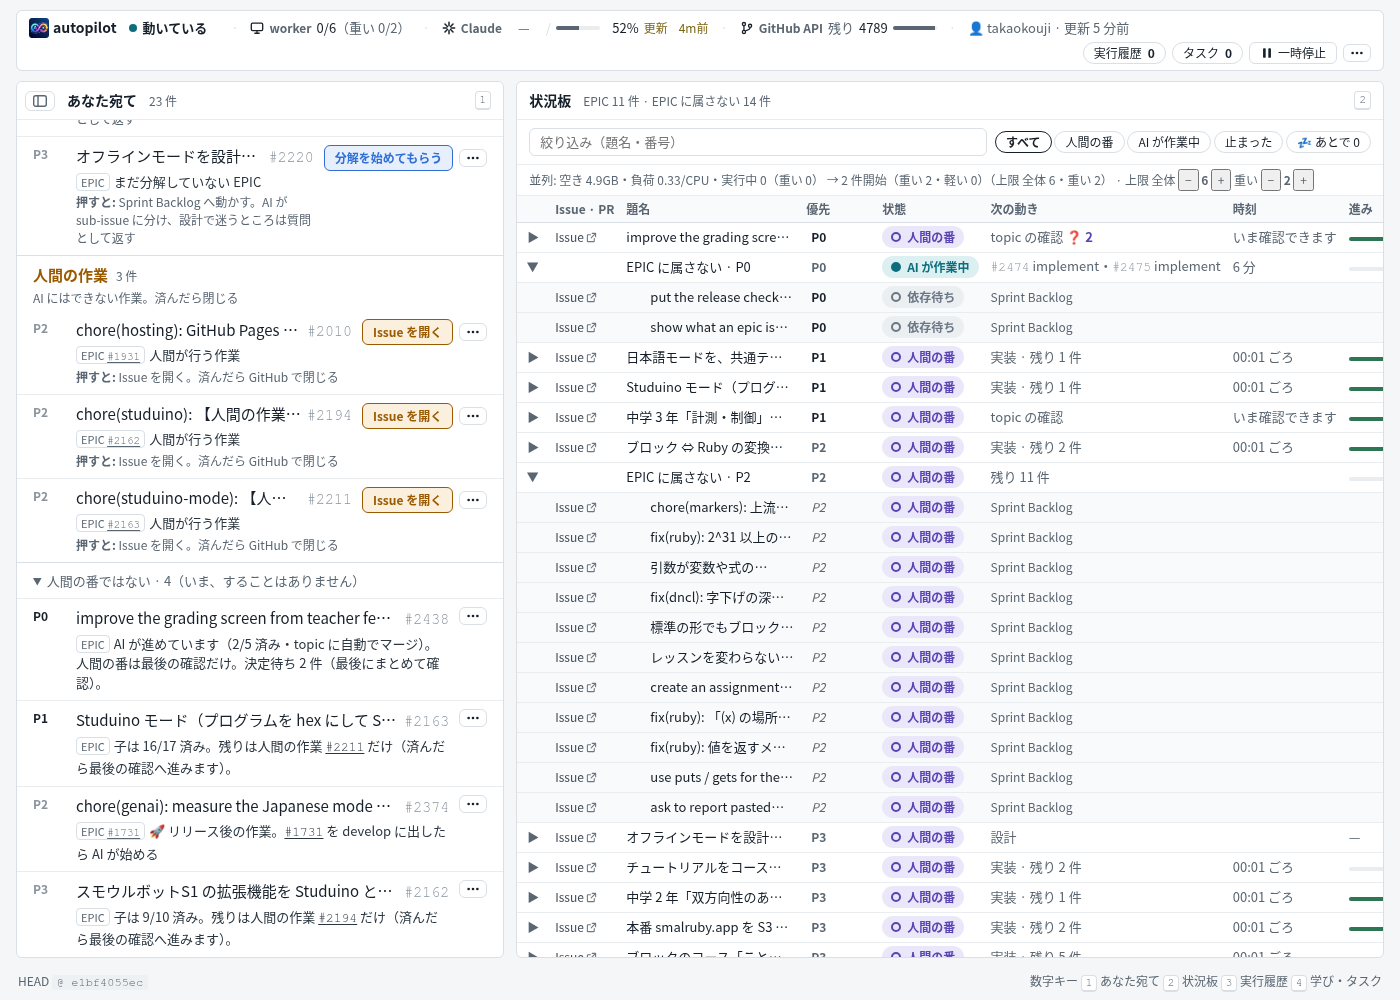 autopilot 動いている worker 0/6（重い 0/2） Claude — / 52% 更新 4m前 GitHub API 残り 4789 takaokouji · 更新 5 分前
実行履歴 0 タスク 0 一時停止 …
あなた宛て 23 件 1
P3 オフラインモードを設計… #2220 分解を始めてもらう …
EPIC まだ分解していない EPIC
押すと: Sprint Backlog へ動かす。AI が
sub-issue に分け、設計で迷うところは質問
として返す
人間の作業 3 件
AI にはできない作業。済んだら閉じる
P2 chore(hosting): GitHub Pages … #2010 Issue を開く …
EPIC #1931 人間が行う作業
押すと: Issue を開く。済んだら GitHub で閉じる
P2 chore(studuino): 【人間の作業… #2194 Issue を開く …
EPIC #2162 人間が行う作業
押すと: Issue を開く。済んだら GitHub で閉じる
P2 chore(studuino-mode): 【人… #2211 Issue を開く …
EPIC #2163 人間が行う作業
押すと: Issue を開く。済んだら GitHub で閉じる
▼ 人間の番ではない · 4（いま、することはありません）
P0 improve the grading screen from teacher fe… #2438 …
EPIC AI が進めています（2/5 済み・topic に自動でマージ）。
人間の番は最後の確認だけ。決定待ち 2 件（最後にまとめて確
認）。
P1 Studuino モード（プログラムを hex にして S… #2163 …
EPIC 子は 16/17 済み。残りは人間の作業 #2211 だけ（済んだ
ら最後の確認へ進みます）。
P2 chore(genai): measure the Japanese mode … #2374 …
EPIC #1731 🚀 リリース後の作業。#1731 を develop に出した
ら AI が始める
P3 スモウルボットS1 の拡張機能を Studuino と… #2162 …
EPIC 子は 9/10 済み。残りは人間の作業 #2194 だけ（済んだ
ら最後の確認へ進みます）。
状況板 EPIC 11 件 · EPIC に属さない 14 件 2
絞り込み（題名・番号） すべて 人間の番 AI が作業中 止まった 💤 あとで 0
並列: 空き 4.9GB・負荷 0.33/CPU・実行中 0（重い 0） → 2 件開始（重い 2・軽い 0）（上限 全体 6・重い 2） · 上限 全体 − 6 + 重い − 2 +
Issue · PR 題名 優先 状態 次の動き 時刻 進み
▶ Issue improve the grading scre… P0 人間の番 topic の確認 ❓ 2 いま確認できます
▼ EPIC に属さない · P0 P0 AI が作業中 #2474 implement・#2475 implement 6 分
Issue put the release check… P0 依存待ち Sprint Backlog
Issue show what an epic is… P0 依存待ち Sprint Backlog
▶ Issue 日本語モードを、共通テ… P1 人間の番 実装 · 残り 1 件 00:01 ごろ
▶ Issue Studuino モード（プログ… P1 人間の番 実装 · 残り 1 件 00:01 ごろ
▶ Issue 中学 3 年「計測・制御」… P1 人間の番 topic の確認 いま確認できます
▶ Issue ブロック ⇔ Ruby の変換… P2 人間の番 実装 · 残り 2 件 00:01 ごろ
▼ EPIC に属さない · P2 P2 人間の番 残り 11 件
Issue chore(markers): 上流… P2 人間の番 Sprint Backlog
Issue fix(ruby): 2^31 以上の… P2 人間の番 Sprint Backlog
Issue 引数が変数や式の… P2 人間の番 Sprint Backlog
Issue fix(dncl): 字下げの深… P2 人間の番 Sprint Backlog
Issue 標準の形でもブロック… P2 人間の番 Sprint Backlog
Issue レッスンを変わらない… P2 人間の番 Sprint Backlog
Issue create an assignment… P2 人間の番 Sprint Backlog
Issue fix(ruby): 「(x) の場所… P2 人間の番 Sprint Backlog
Issue fix(ruby): 値を返すメ… P2 人間の番 Sprint Backlog
Issue use puts / gets for the… P2 人間の番 Sprint Backlog
Issue ask to report pasted… P2 人間の番 Sprint Backlog
▶ Issue オフラインモードを設計… P3 人間の番 設計 —
▶ Issue チュートリアルをコース… P3 人間の番 実装 · 残り 2 件 00:01 ごろ
▶ Issue 中学 2 年「双方向性のあ… P3 人間の番 実装 · 残り 1 件 00:01 ごろ
▶ Issue 本番 smalruby.app を S3 … P3 人間の番 実装 · 残り 2 件 00:01 ごろ
HEAD @ e1bf4055ec 数字キー 1 あなた宛て 2 状況板 3 実行履歴 4 学び・タスク